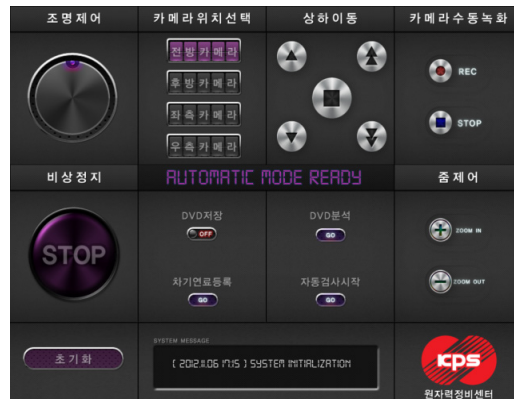 조명제어
카메라위치선택
상하이동
카메라수동녹화
전방카메라
후방카메라
좌측카메라
우측카메라
REC
STOP
비상정지
AUTOMATIC MODE READY
줌제어
STOP
DVD저장
OFF
DVD분석
GO
차기연료등록
GO
자동검사시작
GO
ZOOM IN
ZOOM OUT
초기화
SYSTEM MESSAGE
( 2012.11.06 17:15 ) SYSTEM INITIRLIZATION
KPS
원자력정비센터